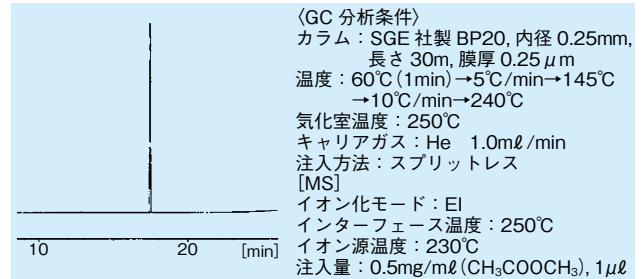 〈GC 分析条件〉
カラム：SGE 社製 BP20, 内径 0.25mm,
長さ 30m, 膜厚 0.25μm
温度：60℃（1min）→5℃/min→145℃
→10℃/min→240℃
気化室温度：250℃
キャリアガス：He　1.0mℓ/min
注入方法：スプリットレス
[MS]
イオン化モード：EI
インターフェース温度：250℃
イオン源温度：230℃
注入量：0.5mg/mℓ(CH₃COOCH₃), 1μℓ
10 20 [min]